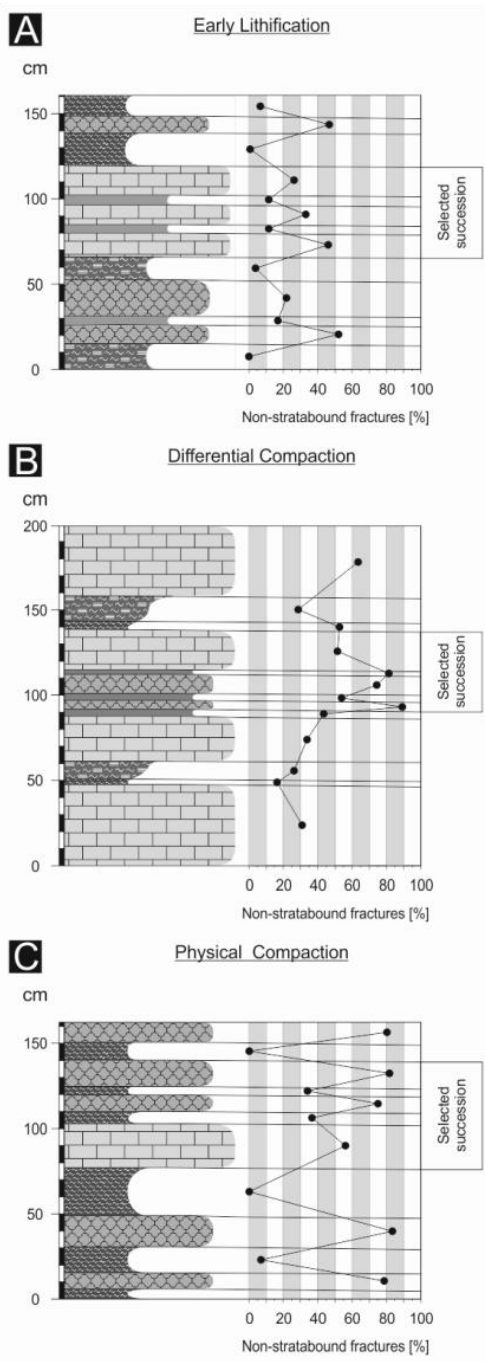 A
Early Lithification
cm
150
100
50
0
Selected
succession
0 20 40 60 80 100
Non-stratabound fractures [%]
B
Differential Compaction
cm
200
150
100
50
0
Selected
succession
0 20 40 60 80 100
Non-stratabound fractures [%]
C
Physical Compaction
cm
150
100
50
0
Selected
succession
0 20 40 60 80 100
Non-stratabound fractures [%]